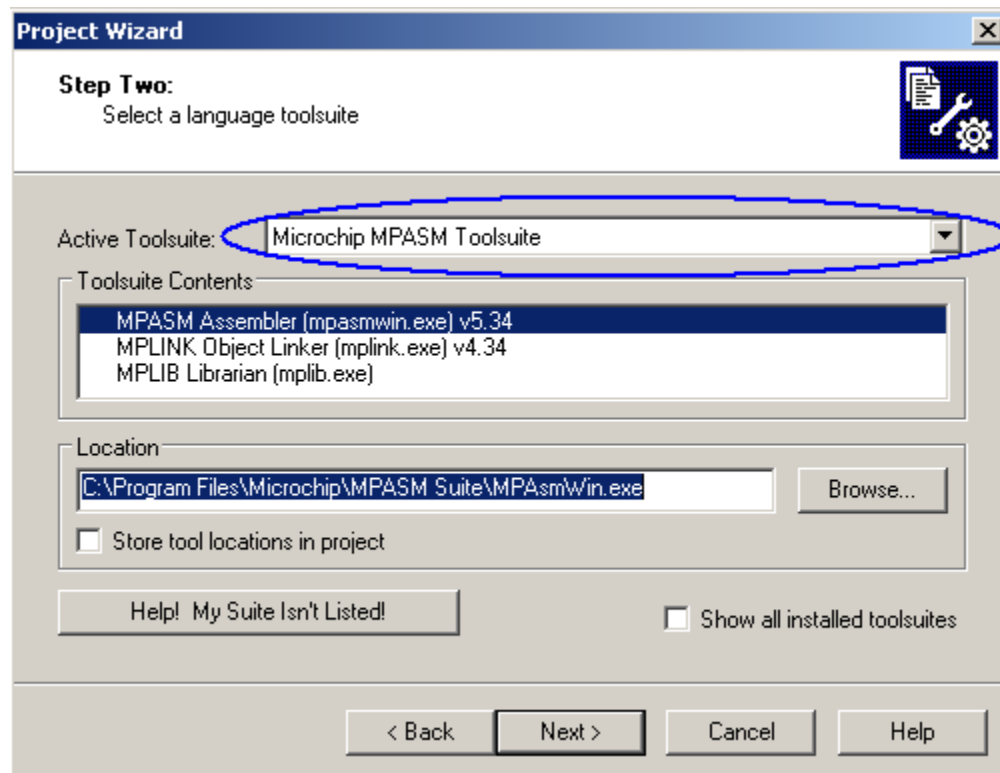 Project Wizard
Step Two:
Select a language toolsuite
Active Toolsuite: Microchip MPASM Toolsuite
Toolsuite Contents
MPASM Assembler (mpasmwin.exe) v5.34
MPLINK Object Linker (mplink.exe) v4.34
MPLIB Librarian (mplib.exe)
Location
C:\Program Files\Microchip\MPASM Suite\MPAsmWin.exe Browse...
Store tool locations in project
Help! My Suite Isn't Listed! Show all installed toolsuites
< Back Next > Cancel Help